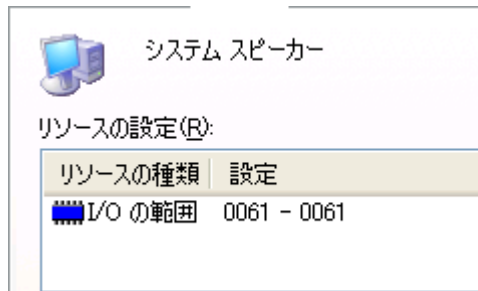 システム スピーカー
リソースの設定(R):
リソースの種類 設定
I/O の範囲 0061 - 0061